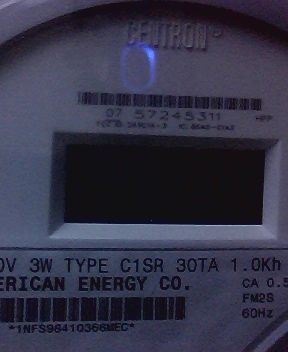 CENTRON
07 57245311
0V 3W TYPE C1SR 30TA 1.0Kh
ERICAN ENERGY CO.
CA 0.5
FM2S
60Hz
*1NFS98410366MEC*